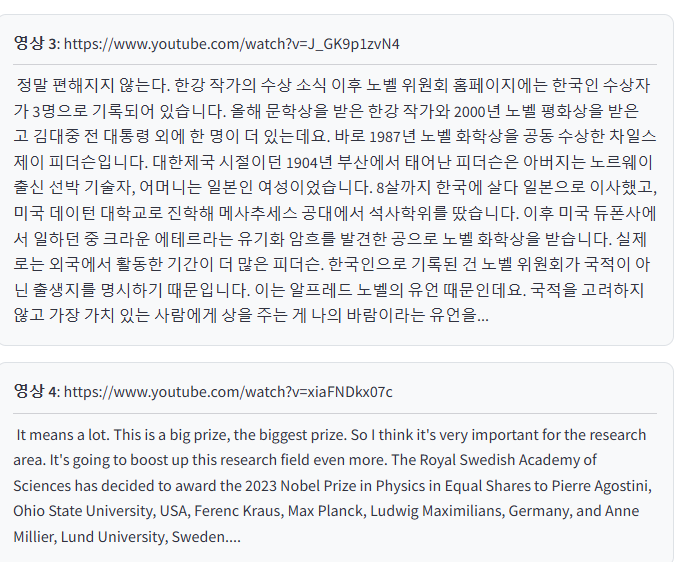 영상 3: https://www.youtube.com/watch?v=J_GK9p1zvN4
정말 편해지지 않는다. 한강 작가의 수상 소식 이후 노벨 위원회 홈페이지에는 한국인 수상자
가 3명으로 기록되어 있습니다. 올해 문학상을 받은 한강 작가와 2000년 노벨 평화상을 받은
고 김대중 전 대통령 외에 한 명이 더 있는데요. 바로 1987년 노벨 화학상을 공동 수상한 차일스
제이 피더슨입니다. 대한제국 시절이던 1904년 부산에서 태어난 피더슨은 아버지는 노르웨이
출신 선박 기술자, 어머니는 일본인 여성이었습니다. 8살까지 한국에 살다 일본으로 이사했고,
미국 데이턴 대학교로 진학해 메사추세스 공대에서 석사학위를 땄습니다. 이후 미국 듀폰사에
서 일하던 중 크라운 에테르라는 유기화 암흐를 발견한 공으로 노벨 화학상을 받습니다. 실제
로는 외국에서 활동한 기간이 더 많은 피더슨. 한국인으로 기록된 건 노벨 위원회가 국적이 아
닌 출생지를 명시하기 때문입니다. 이는 알프레드 노벨의 유언 때문인데요. 국적을 고려하지
않고 가장 가치 있는 사람에게 상을 주는 게 나의 바람이라는 유언을...
영상 4: https://www.youtube.com/watch?v=xiaFNDkx07c
It means a lot. This is a big prize, the biggest prize. So I think it's very important for the research
area. It's going to boost up this research field even more. The Royal Swedish Academy of
Sciences has decided to award the 2023 Nobel Prize in Physics in Equal Shares to Pierre Agostini,
Ohio State University, USA, Ferenc Kraus, Max Planck, Ludwig Maximilians, Germany, and Anne
Millier, Lund University, Sweden....